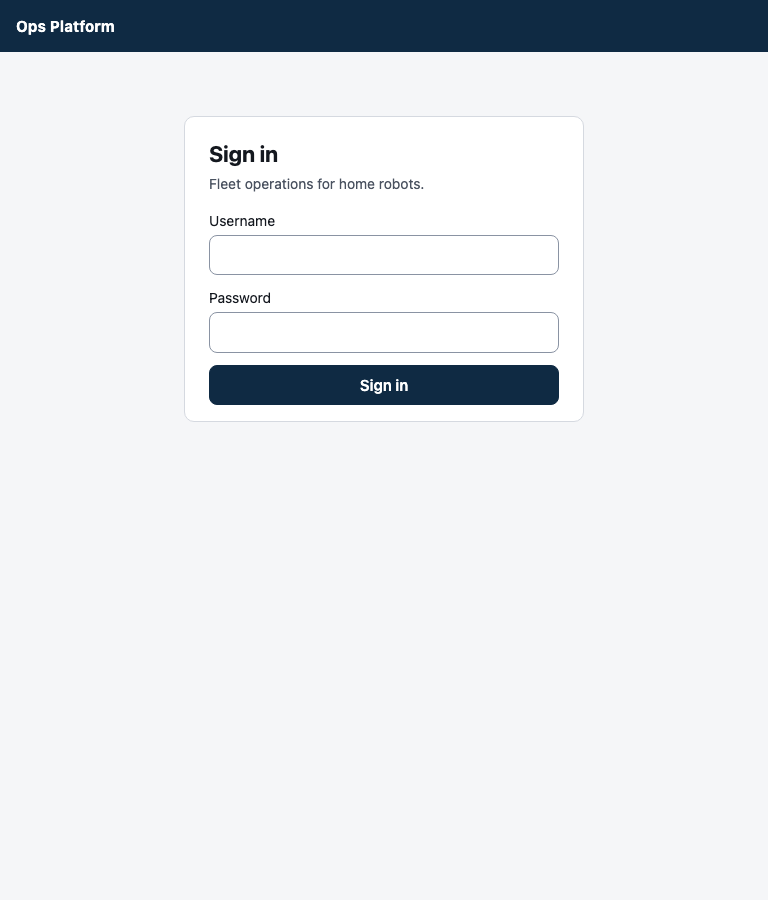 Ops Platform
Sign in
Fleet operations for home robots.
Username
Password
Sign in